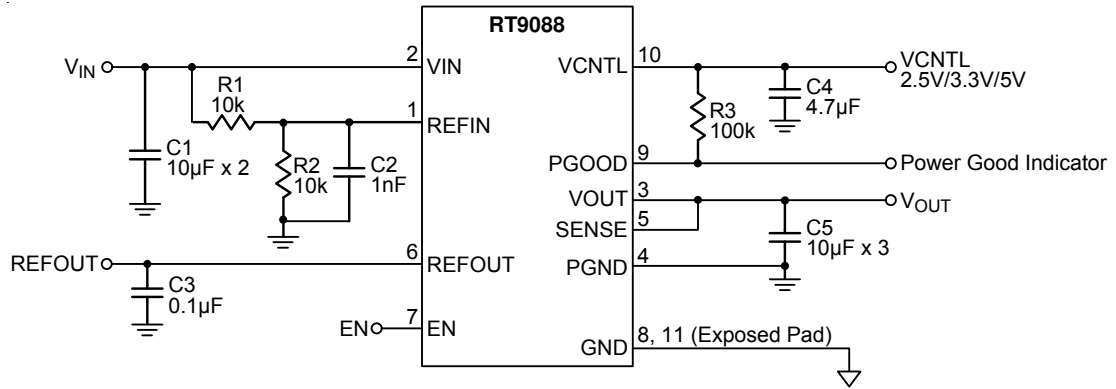 RT9088
VIN
2
VIN
VCNTL
10
VCNTL
2.5V/3.3V/5V
R1
10k
1
REFIN
C4
4.7µF
R3
100k
C1
10µF x 2
R2
10k
C2
1nF
PGOOD
9
Power Good Indicator
VOUT
3
VOUT
SENSE
5
C5
10µF x 3
REFOUT
6
REFOUT
PGND
4
C3
0.1µF
EN
7
EN
GND
8, 11 (Exposed Pad)